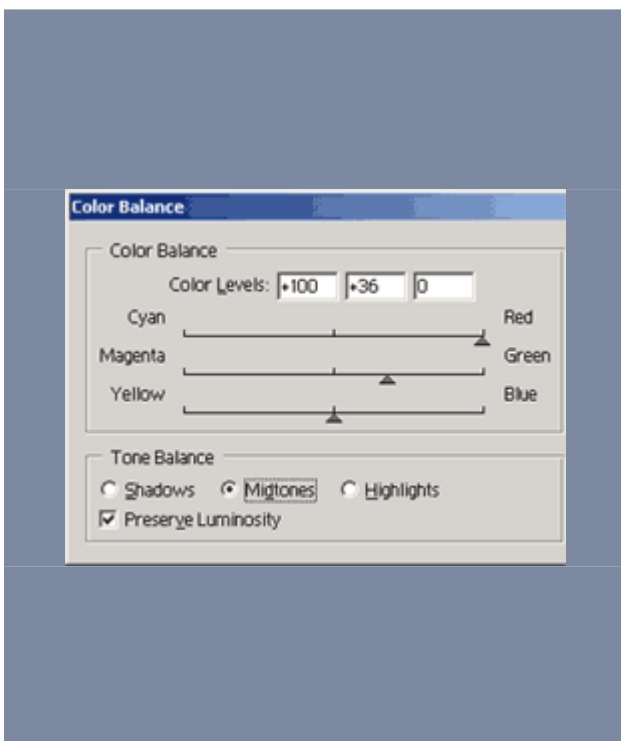 Color Balance
Color Balance
Color Levels: +100 +36 0
Cyan Red
Magenta Green
Yellow Blue
Tone Balance
Shadows Midtones Highlights
Preserve Luminosity